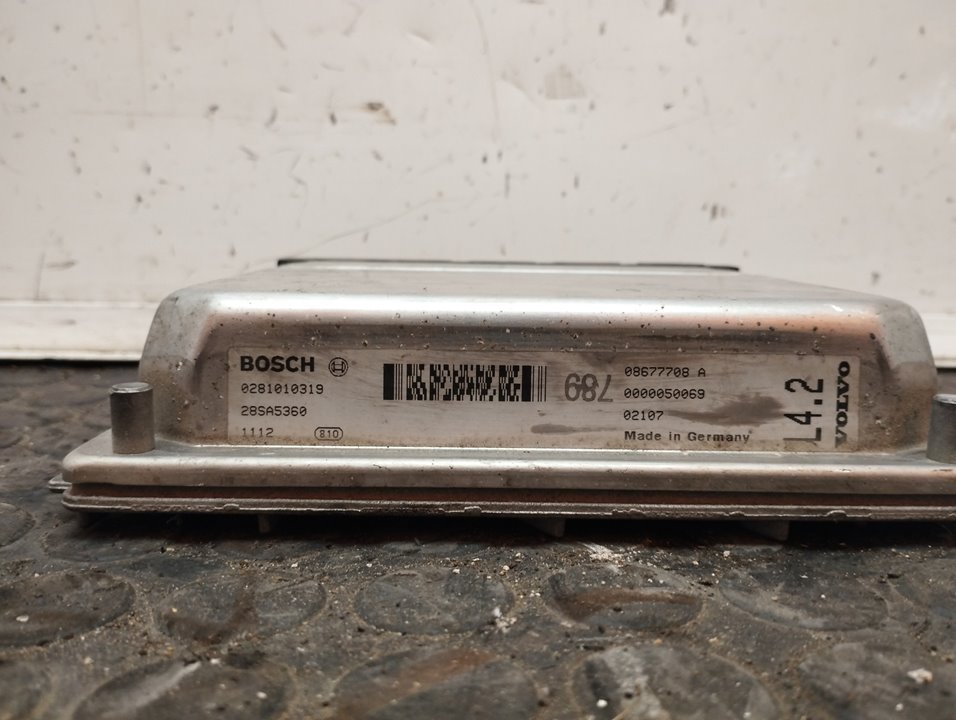 BOSCH
0281010319
28SA5360
1112 810
789
08677708 A
0000050069
02107
Made in Germany
L4.2
VOLVO